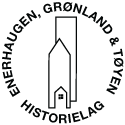 ENERHAUGEN, GRØNLAND & TØYEN
HISTORIELAG